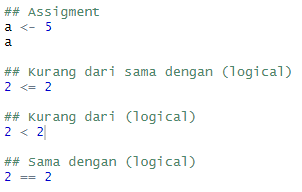 ## Assigment
a <- 5
a
## Kurang dari sama dengan (logical)
2 <= 2
## Kurang dari (logical)
2 < 2
## Sama dengan (logical)
2 == 2